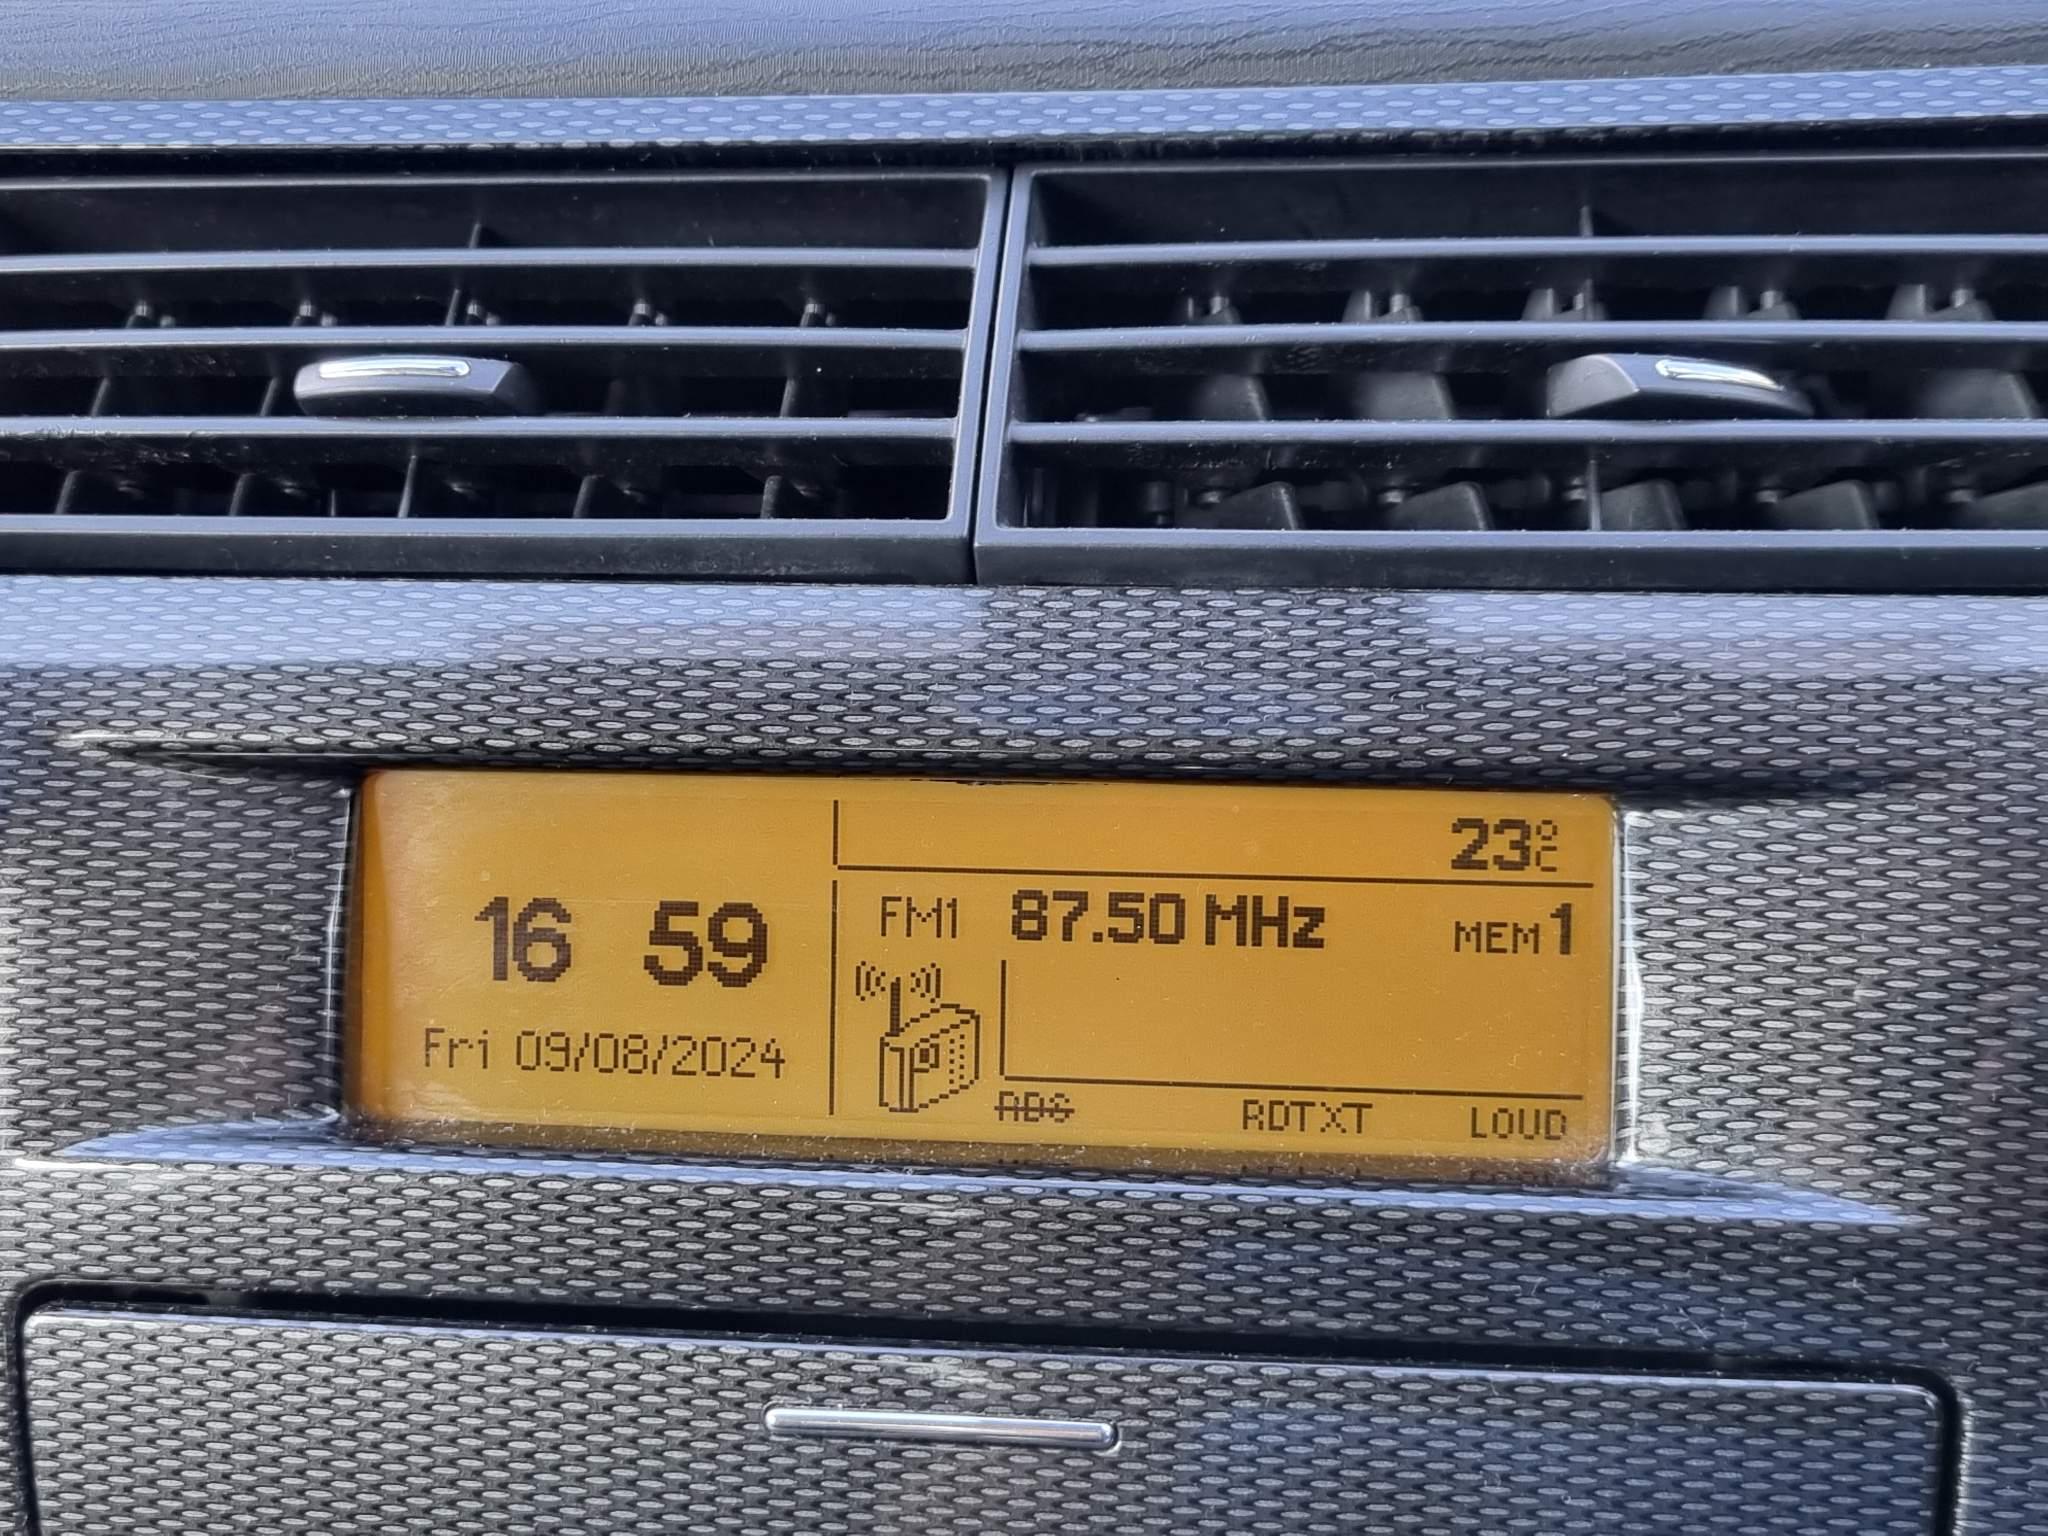 23°C
FM1 87.50 MHz MEM 1
16 59
Fri 09/08/2024
RDS RDTXT LOUD